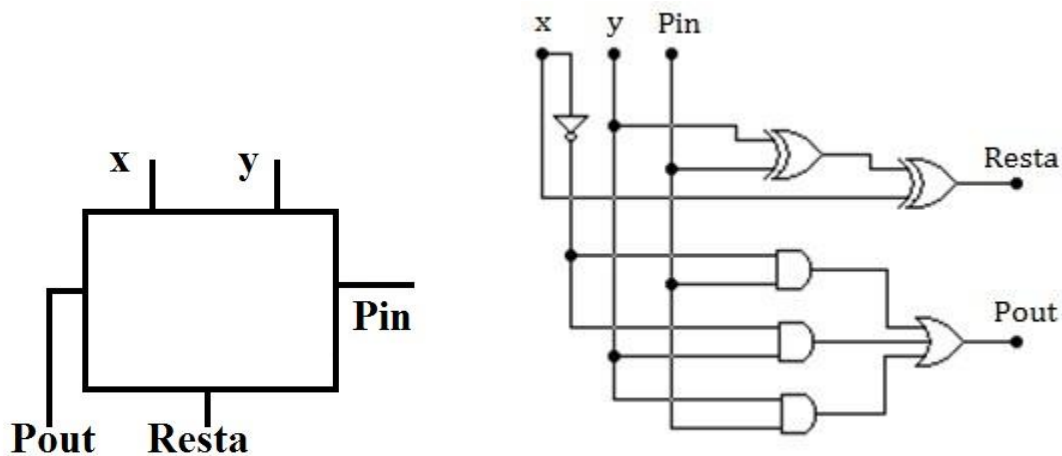 x y
Pin
Pout Resta
x y Pin
Resta
Pout